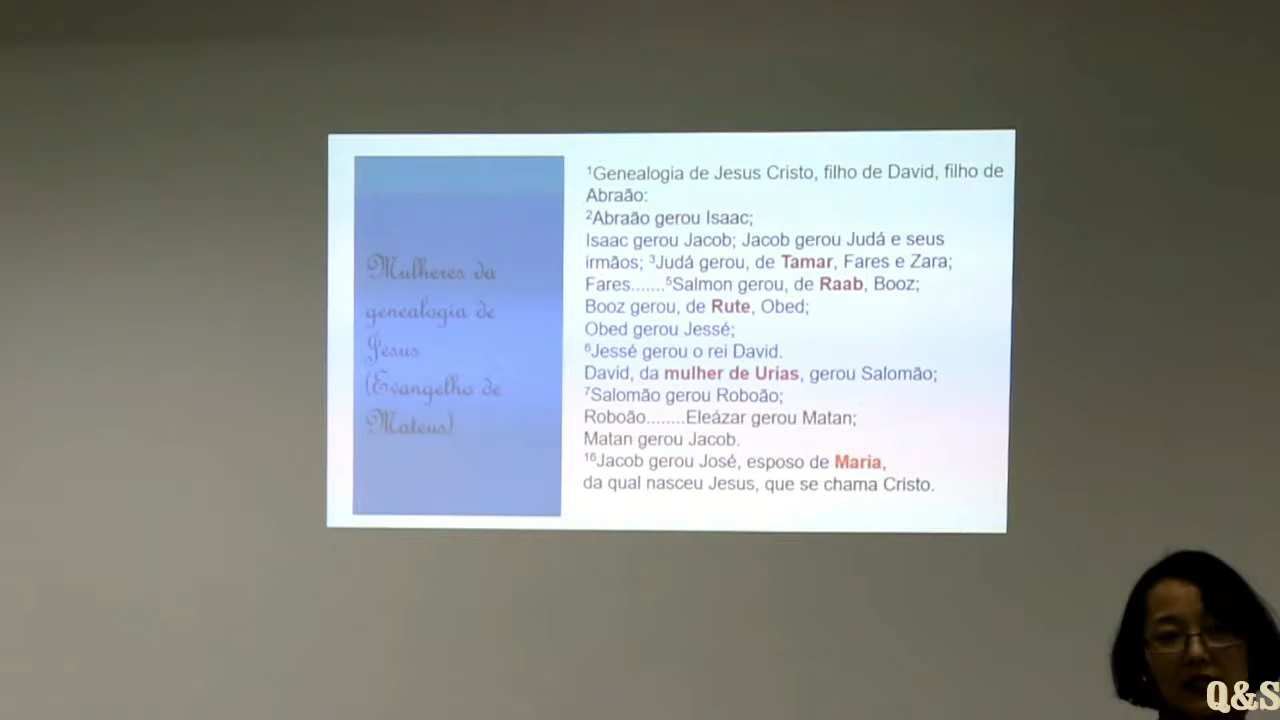 Mulheres da
genealogia de
Jesus
(Evangelho de
Mateus)
¹Genealogia de Jesus Cristo, filho de David, filho de
Abraão:
²Abraão gerou Isaac;
Isaac gerou Jacob; Jacob gerou Judá e seus
irmãos; ³Judá gerou, de Tamar, Fares e Zara;
Fares.......⁵Salmon gerou, de Raab, Booz;
Booz gerou, de Rute, Obed;
Obed gerou Jessé;
⁶Jessé gerou o rei David.
David, da mulher de Urias, gerou Salomão;
⁷Salomão gerou Roboão;
Roboão........Eleázar gerou Matan;
Matan gerou Jacob.
¹⁶Jacob gerou José, esposo de Maria,
da qual nasceu Jesus, que se chama Cristo.
Q&S